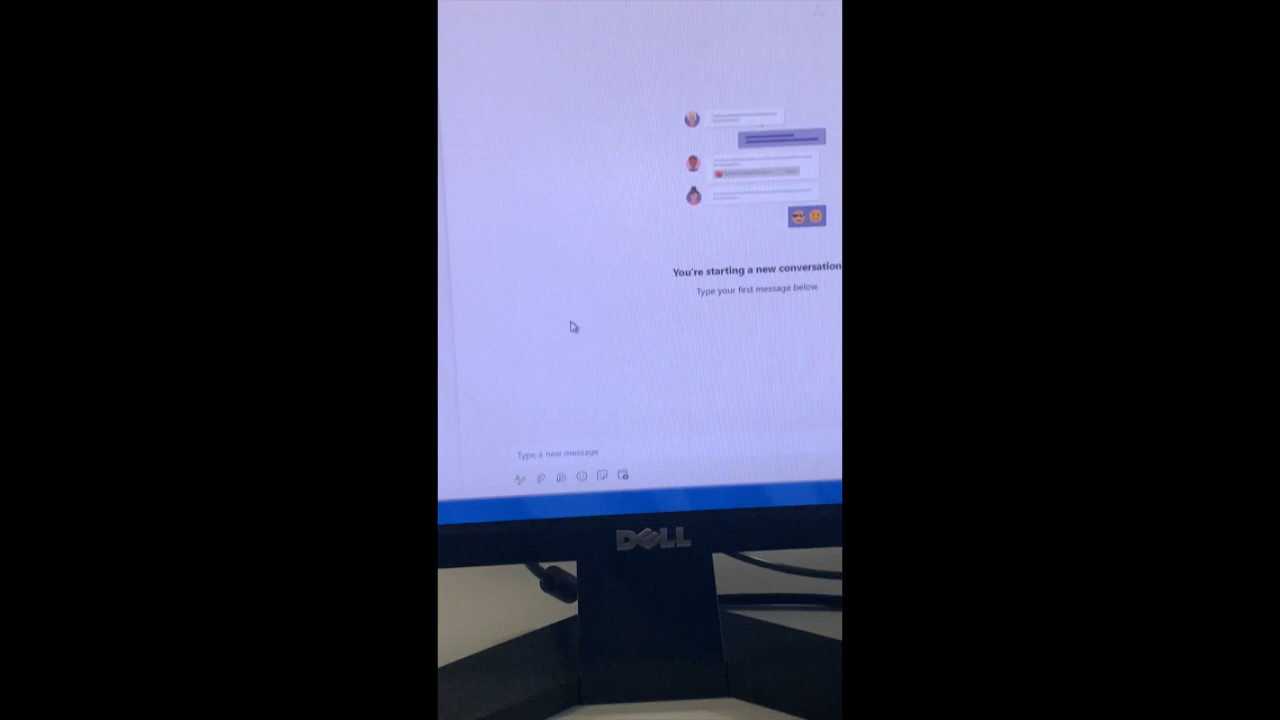 You're starting a new conversation
Type your first message below.
Type a new message
DELL